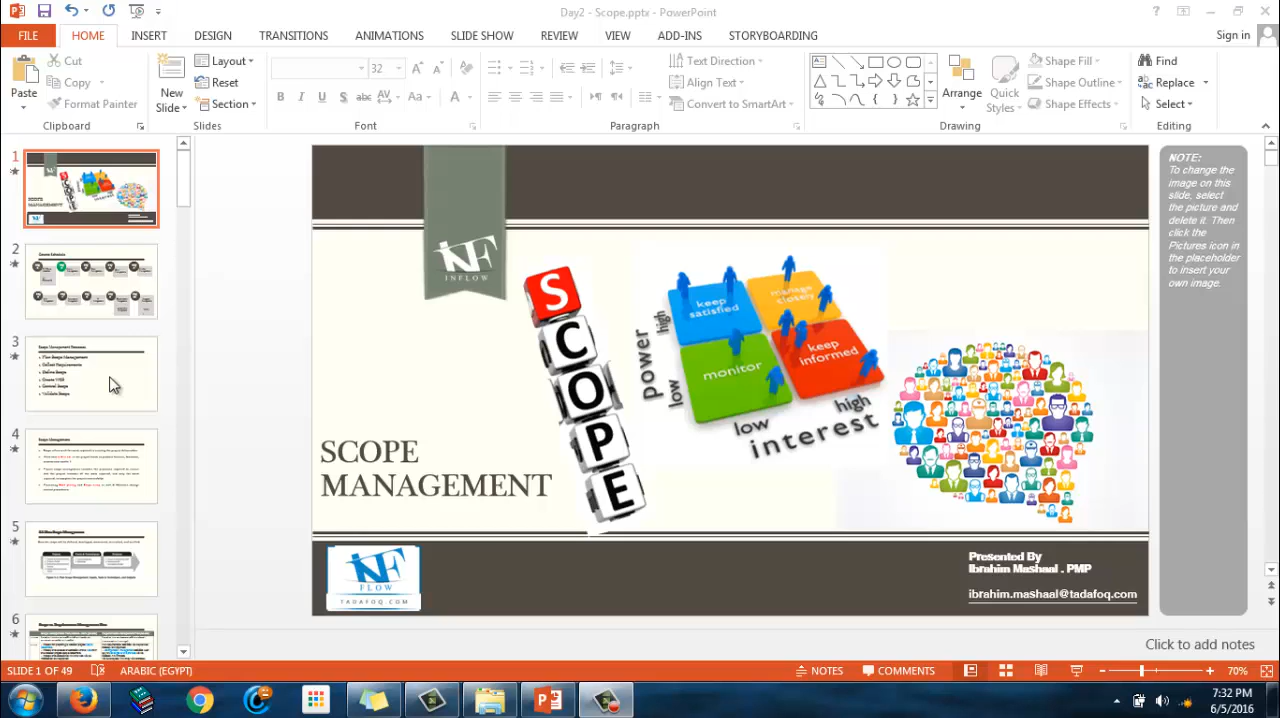 Day2 - Scope.pptx - PowerPoint
FILE HOME INSERT DESIGN TRANSITIONS ANIMATIONS SLIDE SHOW REVIEW VIEW ADD-INS STORYBOARDING Sign in
Paste
Cut
Copy
Format Painter
Clipboard
New Slide
Layout
Reset
Section
Slides
32
Font
Text Direction
Align Text
Convert to SmartArt
Paragraph
Arrange
Quick Styles
Shape Fill
Shape Outline
Shape Effects
Drawing
Find
Replace
Select
Editing
1
2
3
4
5
6
INFLOW
SCOPE
keep satisfied
manage closely
monitor
keep informed
power
high
low
low
high
interest
SCOPE
MANAGEMENT
FLOW
TADAFOQ.COM
Presented By
Ibrahim Mashaal . PMP
ibrahim.mashaal@tadafoq.com
NOTE:
To change the
image on this
slide, select
the picture and
delete it. Then
click the
Pictures icon in
the placeholder
to insert your
own image.
Click to add notes
SLIDE 1 OF 49 ARABIC (EGYPT) NOTES COMMENTS 70%
7:32 PM
6/5/2016